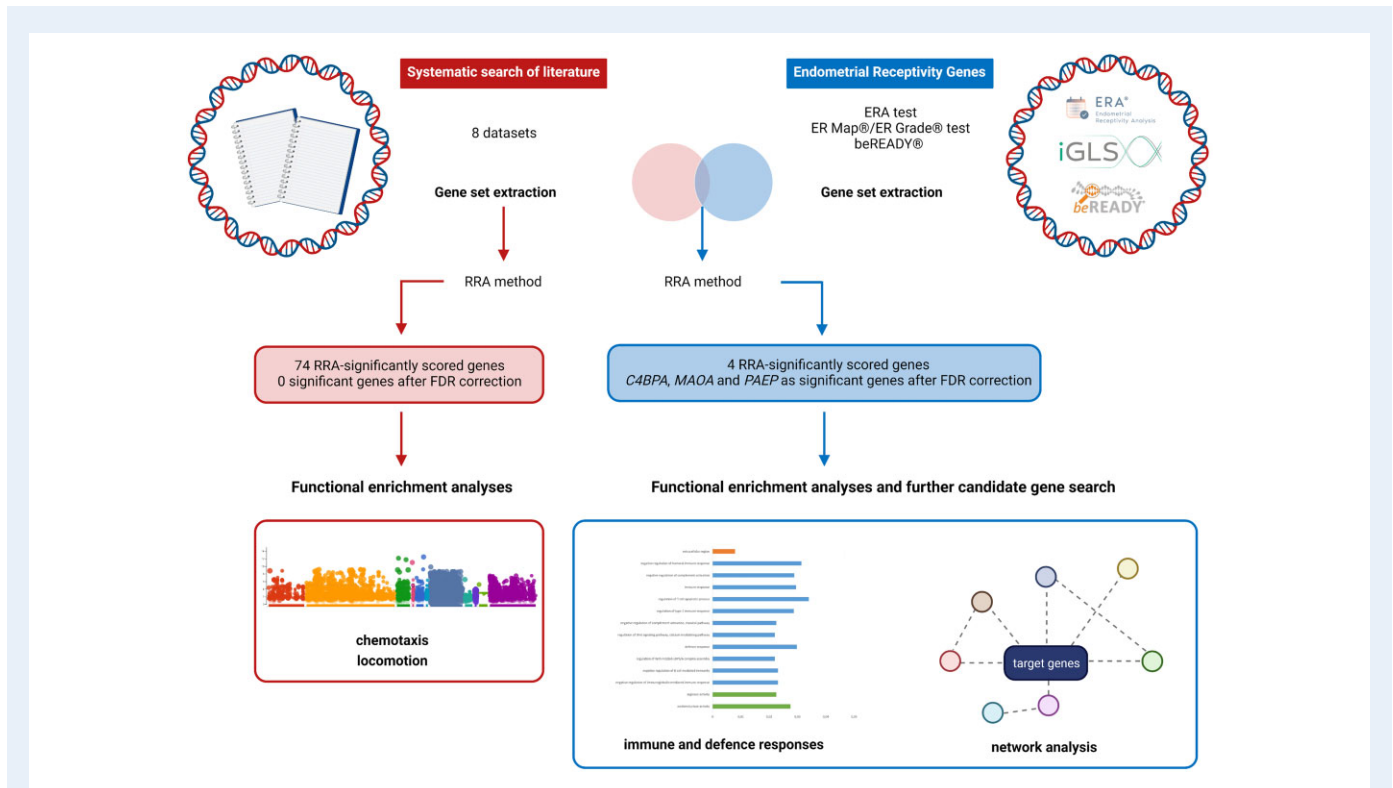 Systematic search of literature
8 datasets
Gene set extraction
RRA method
74 RRA-significantly scored genes
0 significant genes after FDR correction
Functional enrichment analyses
chemotaxis
locomotion
Endometrial Receptivity Genes
ERA test
ER Map®/ER Grade® test
beREADY®
Gene set extraction
ERA®
Endometrial
Receptivity Analysis
iGLS
beREADY
RRA method
4 RRA-significantly scored genes
C4BPA, MAOA and PAEP as significant genes after FDR correction
Functional enrichment analyses and further candidate gene search
immune response
defence response
immune and defence responses
target genes
network analysis